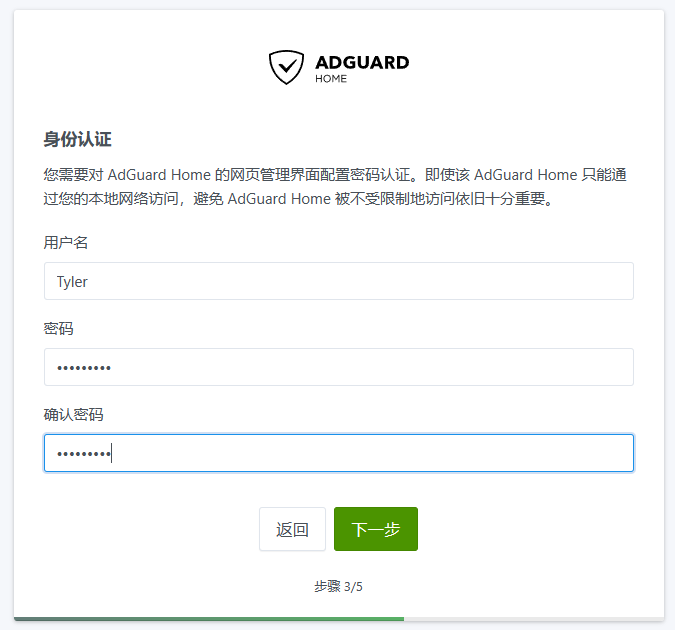 ADGUARD
HOME
身份认证
您需要对 AdGuard Home 的网页管理界面配置密码认证。即使该 AdGuard Home 只能通
过您的本地网络访问，避免 AdGuard Home 被不受限制地访问依旧十分重要。
用户名
Tyler
密码
•••••••••
确认密码
•••••••••
返回 下一步
步骤 3/5